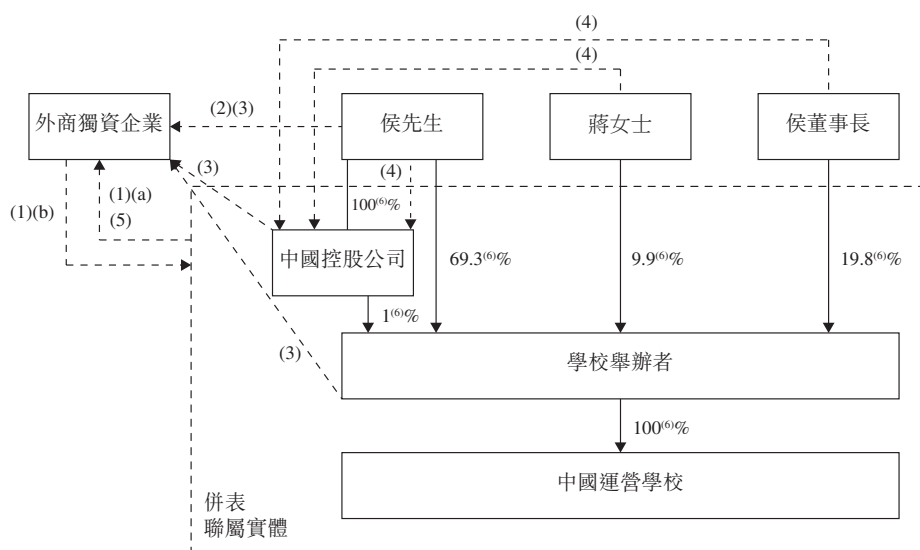 (4)
(4)
外商獨資企業
(2)(3)
侯先生
蔣女士
侯董事長
(3)
(4)
(1)(b)
(1)(a)
(5)
100⁽⁶⁾%
中國控股公司
69.3⁽⁶⁾%
9.9⁽⁶⁾%
19.8⁽⁶⁾%
1⁽⁶⁾%
(3)
學校舉辦者
100⁽⁶⁾%
中國運營學校
併表
聯屬實體